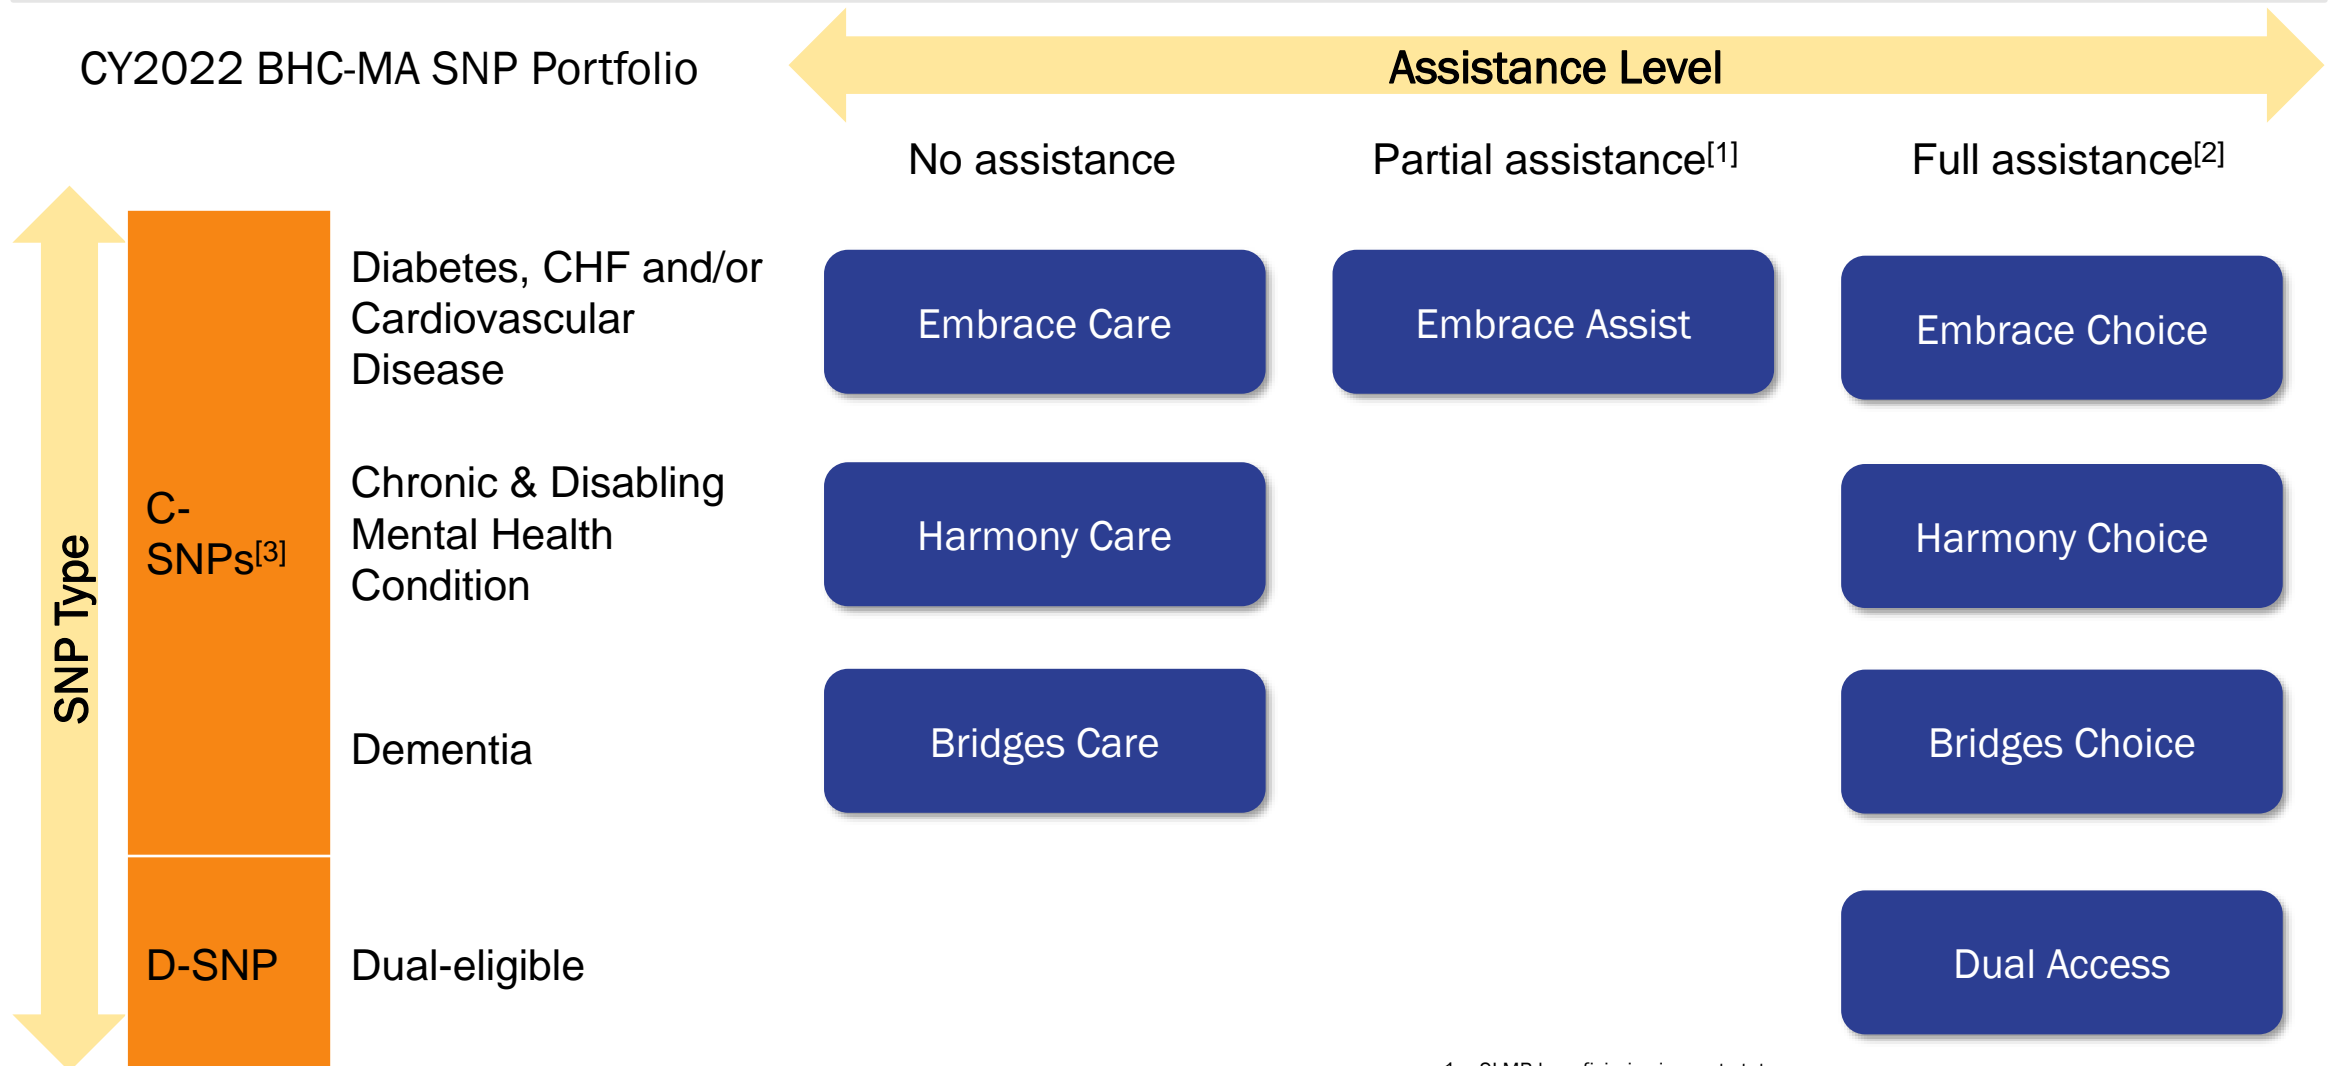 CY2022 BHC-MA SNP Portfolio
Assistance Level
No assistance
Partial assistance[1]
Full assistance[2]
SNP Type
C-
SNPs[3]
Diabetes, CHF and/or
Cardiovascular
Disease
Embrace Care
Embrace Assist
Embrace Choice
Chronic & Disabling
Mental Health
Condition
Harmony Care
Harmony Choice
Dementia
Bridges Care
Bridges Choice
D-SNP
Dual-eligible
Dual Access